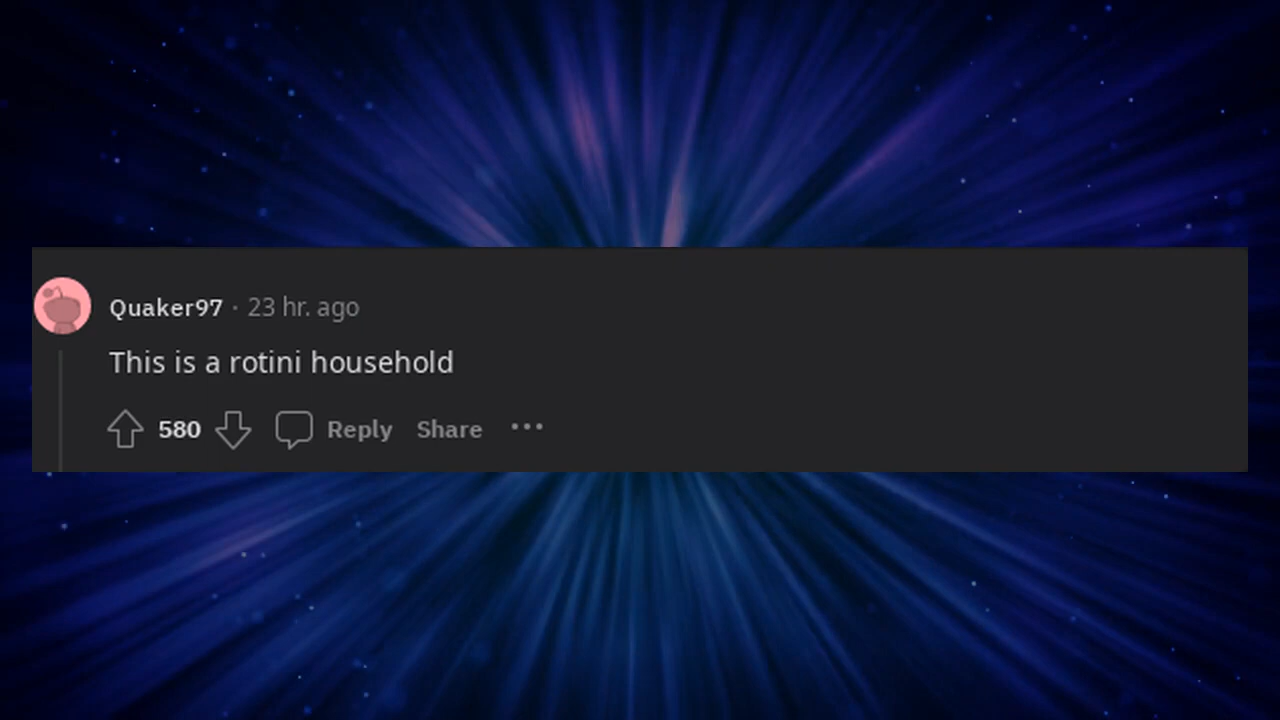 Quaker97 · 23 hr. ago
This is a rotini household
580 Reply Share ...